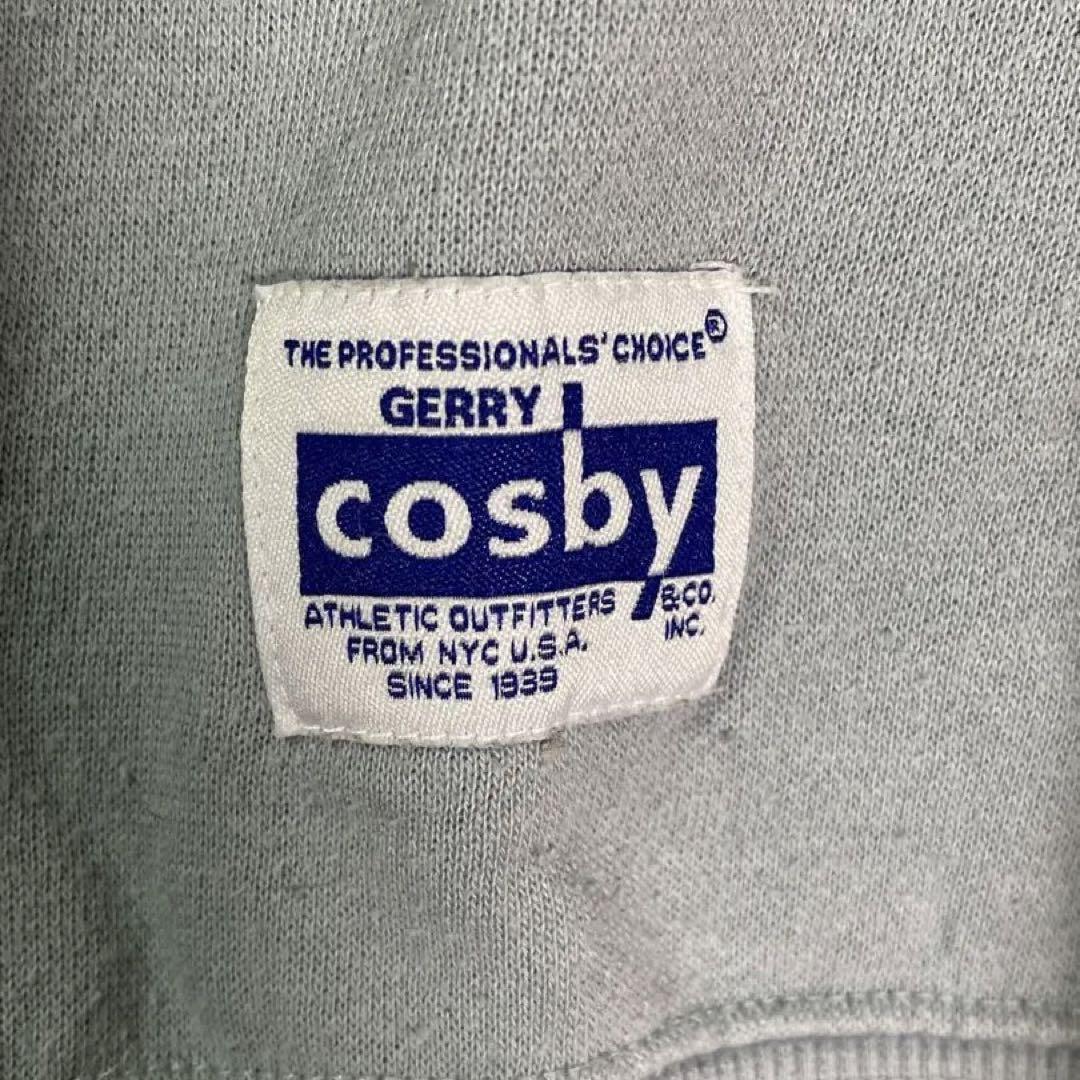 THE PROFESSIONALS' CHOICE®
GERRY
cosby
&CO.
INC.
ATHLETIC OUTFITTERS
FROM NYC U.S.A.
SINCE 1939